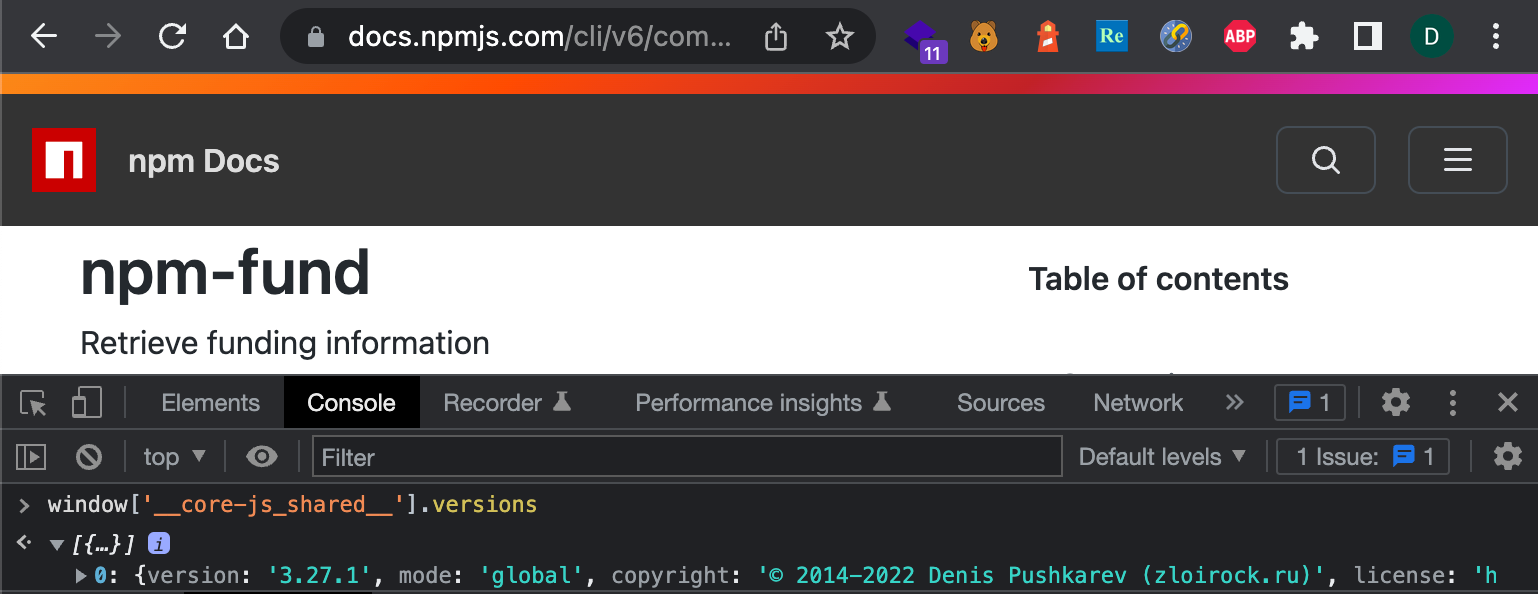 docs.npmjs.com/cli/v6/com...
11
Re
ABP
D
npm Docs
npm-fund
Table of contents
Retrieve funding information
Elements Console Recorder Performance insights Sources Network » 1
top ▼ Filter Default levels ▼ 1 Issue: 1
> window['__core-js_shared__'].versions
<· ▼ [{…}] i
▶ 0: {version: '3.27.1', mode: 'global', copyright: '© 2014–2022 Denis Pushkarev (zloirock.ru)', license: 'h